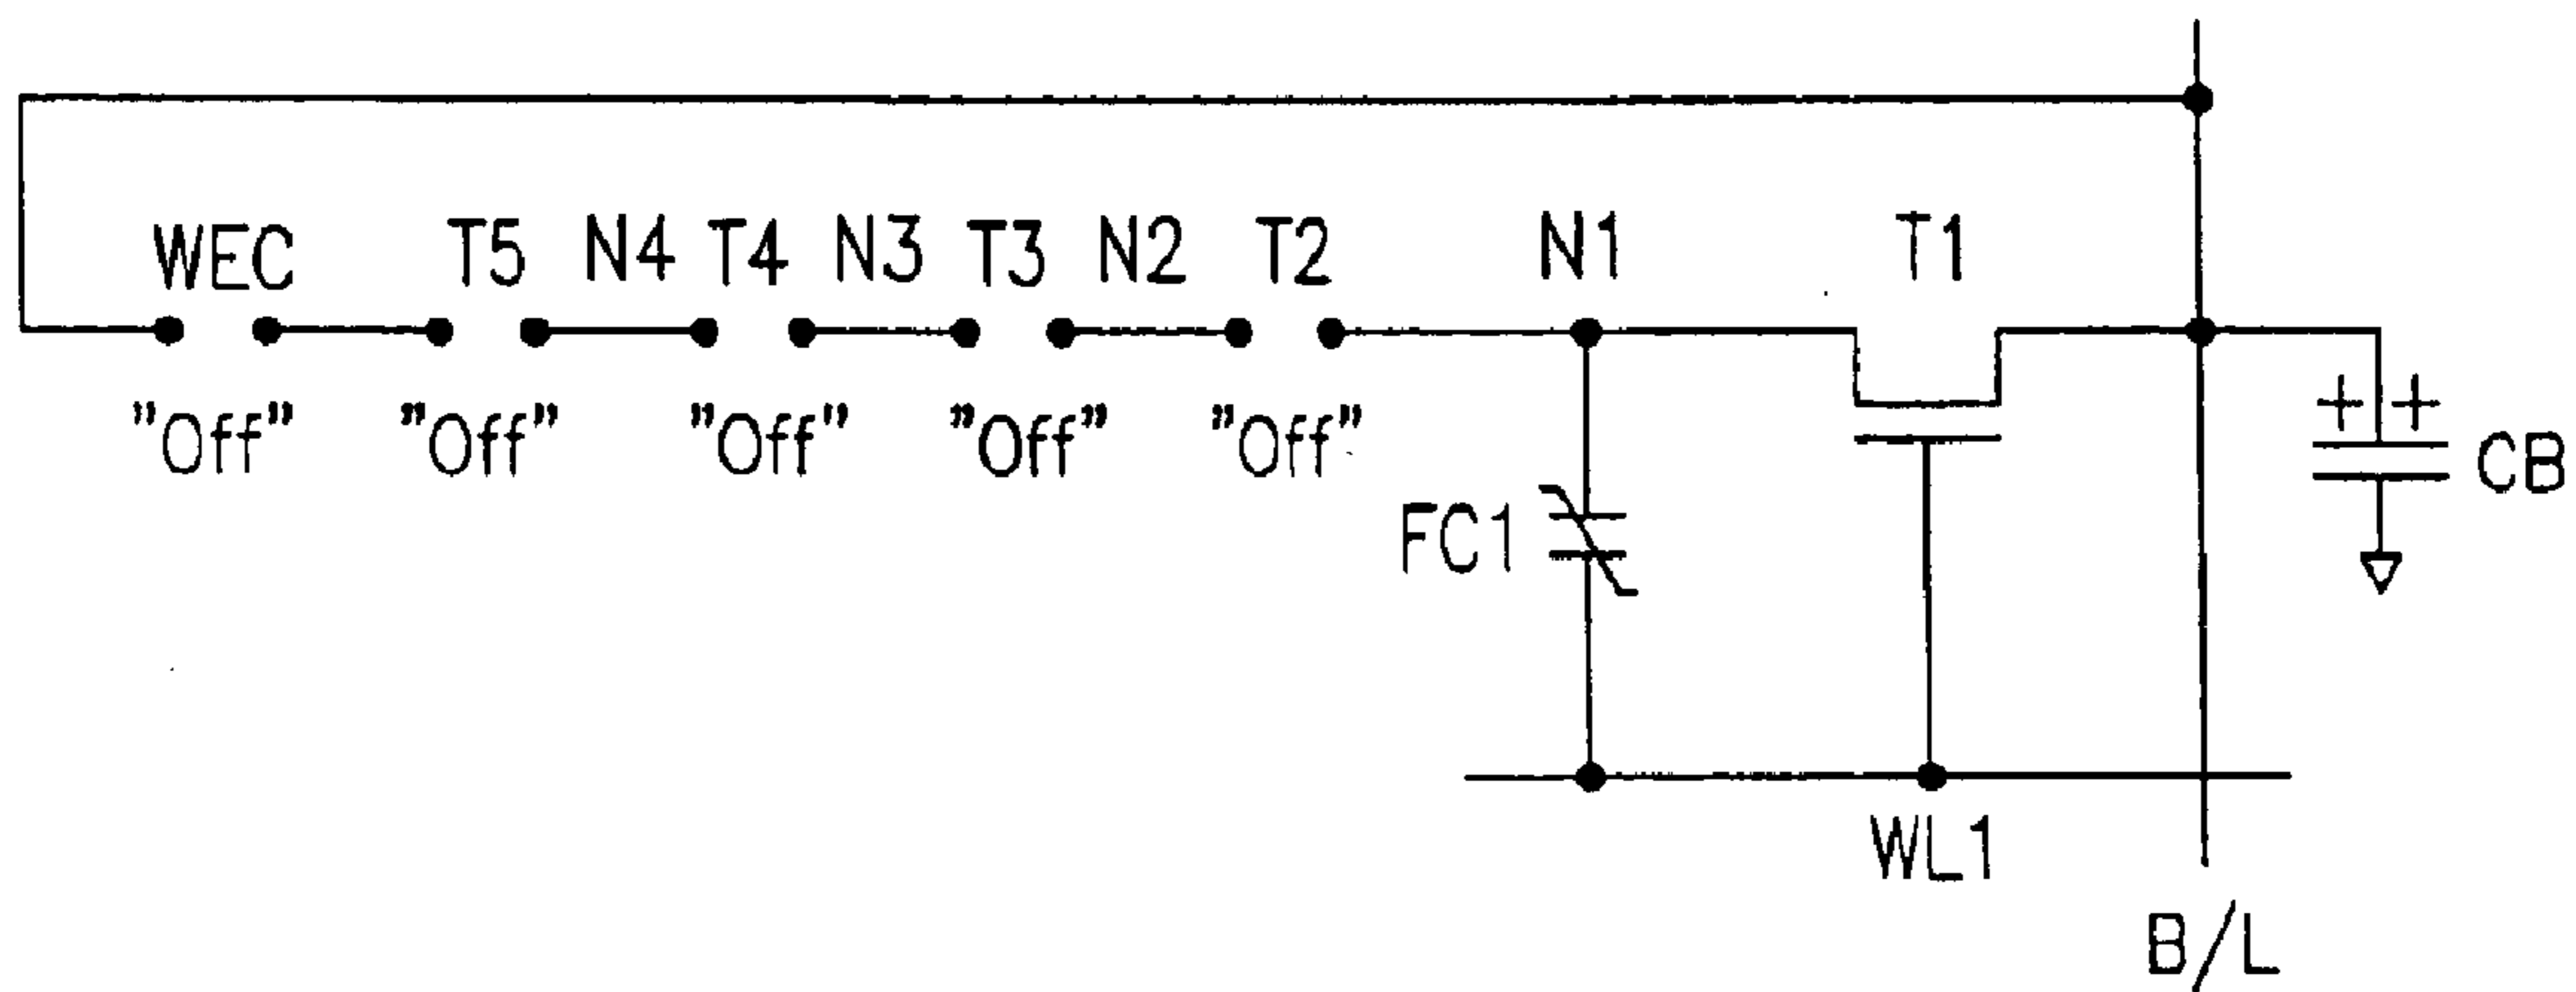 WEC T5 N4 T4 N3 T3 N2 T2 N1 T1
"Off" "Off" "Off" "Off" "Off"
++
CB
FC1
WL1
B/L